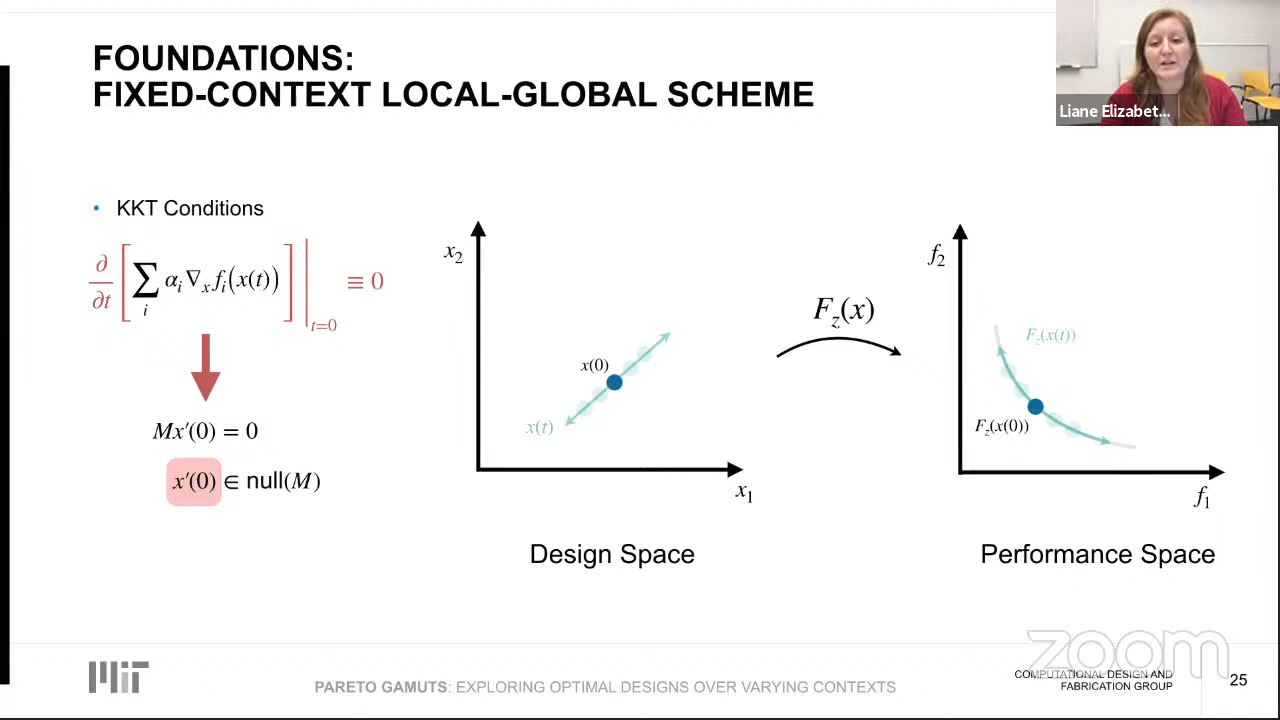 FOUNDATIONS:
FIXED-CONTEXT LOCAL-GLOBAL SCHEME
Liane Elizabet...
• KKT Conditions
∂/∂t [∑_i α_i ∇_x f_i(x(t))] |_{t=0} ≡ 0
Mx′(0) = 0
x′(0) ∈ null(M)
x_2
x(0)
x(t)
x_1
Design Space
F_z(x)
f_2
F_z(x(t))
F_z(x(0))
f_1
Performance Space
zoom
MIT
PARETO GAMUTS: EXPLORING OPTIMAL DESIGNS OVER VARYING CONTEXTS
COMPUTATIONAL DESIGN AND
FABRICATION GROUP
25